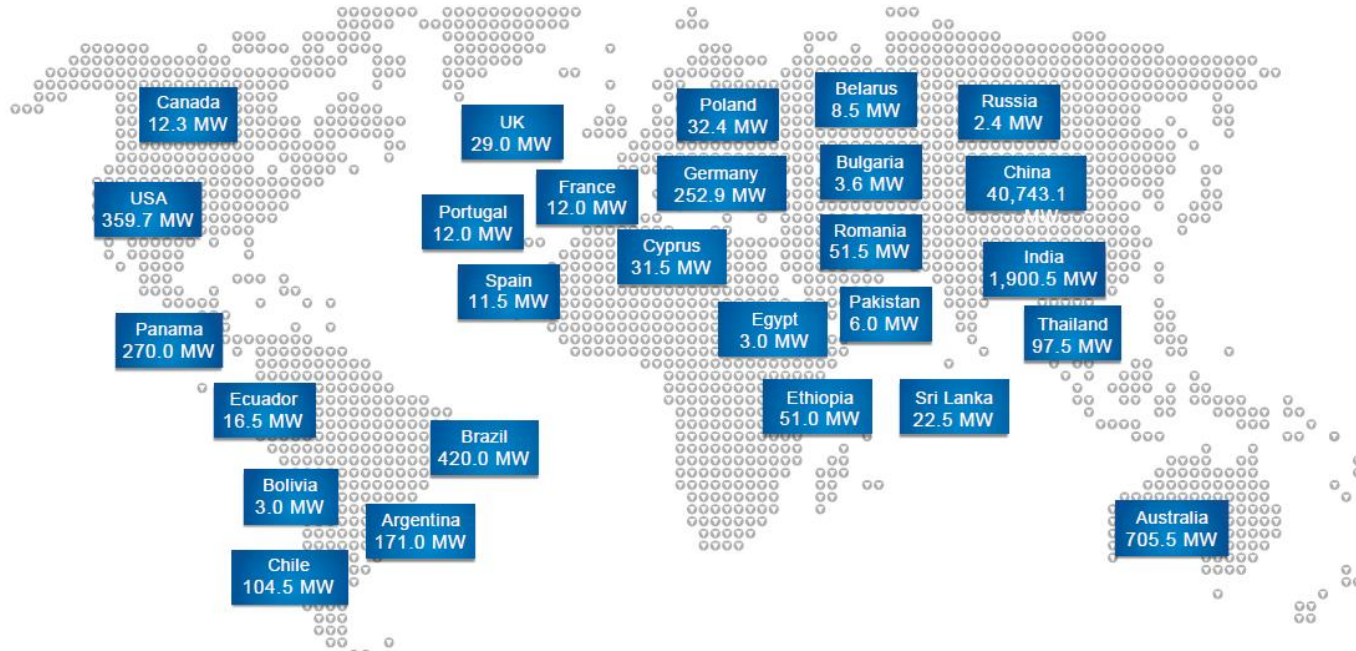 Canada
12.3 MW
USA
359.7 MW
Panama
270.0 MW
Ecuador
16.5 MW
Bolivia
3.0 MW
Chile
104.5 MW
Argentina
171.0 MW
Brazil
420.0 MW
UK
29.0 MW
Portugal
12.0 MW
France
12.0 MW
Spain
11.5 MW
Poland
32.4 MW
Germany
252.9 MW
Cyprus
31.5 MW
Belarus
8.5 MW
Bulgaria
3.6 MW
Romania
51.5 MW
Egypt
3.0 MW
Pakistan
6.0 MW
Ethiopia
51.0 MW
Sri Lanka
22.5 MW
Russia
2.4 MW
China
40,743.1
MW
India
1,900.5 MW
Thailand
97.5 MW
Australia
705.5 MW